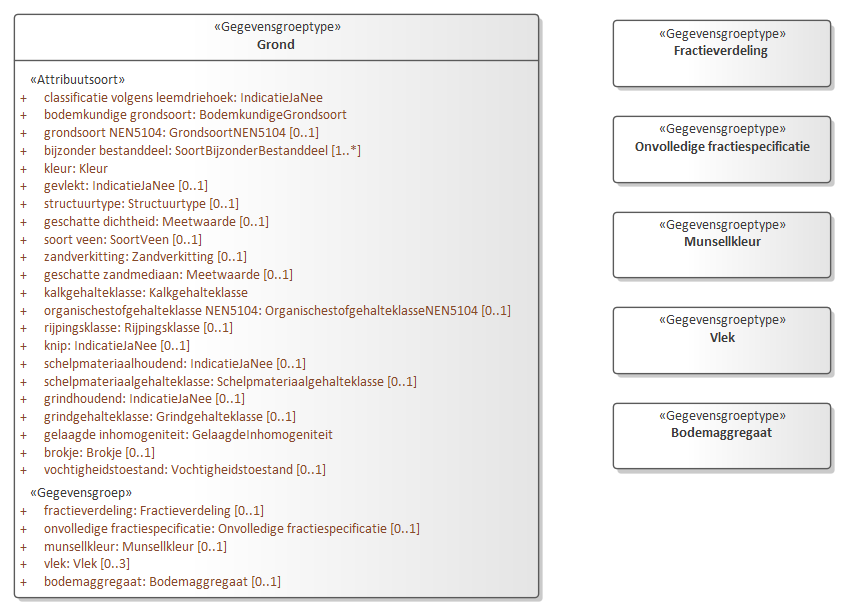 «Gegevensgroeptype»
Grond
«Attribuutsoort»
+ classificatie volgens leemdriehoek: IndicatieJaNee
+ bodemkundige grondsoort: BodemkundigeGrondsoort
+ grondsoort NEN5104: GrondsoortNEN5104 [0..1]
+ bijzonder bestanddeel: SoortBijzonderBestanddeel [1..*]
+ kleur: Kleur
+ gevlekt: IndicatieJaNee [0..1]
+ structuurtype: Structuurtype [0..1]
+ geschatte dichtheid: Meetwaarde [0..1]
+ soort veen: SoortVeen [0..1]
+ zandverkitting: Zandverkitting [0..1]
+ geschatte zandmediaan: Meetwaarde [0..1]
+ kalkgehalteklasse: Kalkgehalteklasse
+ organischestofgehalteklasse NEN5104: OrganischestofgehalteklasseNEN5104 [0..1]
+ rijpingsklasse: Rijpingsklasse [0..1]
+ knip: IndicatieJaNee [0..1]
+ schelpmateriaalhoudend: IndicatieJaNee [0..1]
+ schelpmateriaalgehalteklasse: Schelpmateriaalgehalteklasse [0..1]
+ grindhoudend: IndicatieJaNee [0..1]
+ grindgehalteklasse: Grindgehalteklasse [0..1]
+ gelaagde inhomogeniteit: GelaagdeInhomogeniteit
+ brokje: Brokje [0..1]
+ vochtigheidstoestand: Vochtigheidstoestand [0..1]
«Gegevensgroep»
+ fractieverdeling: Fractieverdeling [0..1]
+ onvolledige fractiespecificatie: Onvolledige fractiespecificatie [0..1]
+ munsellkleur: Munsellkleur [0..1]
+ vlek: Vlek [0..3]
+ bodemaggregaat: Bodemaggregaat [0..1]
«Gegevensgroeptype»
Fractieverdeling
«Gegevensgroeptype»
Onvolledige fractiespecificatie
«Gegevensgroeptype»
Munsellkleur
«Gegevensgroeptype»
Vlek
«Gegevensgroeptype»
Bodemaggregaat